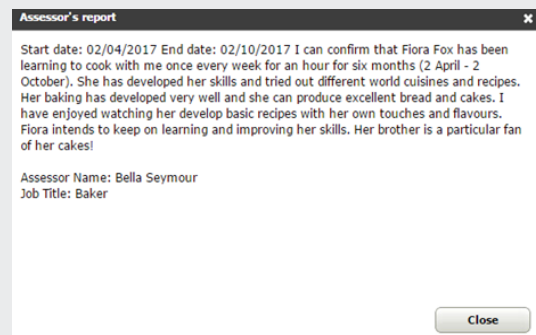 Assessor's report
Start date: 02/04/2017 End date: 02/10/2017 I can confirm that Fiora Fox has been
learning to cook with me once every week for an hour for six months (2 April - 2
October). She has developed her skills and tried out different world cuisines and recipes.
Her baking has developed very well and she can produce excellent bread and cakes. I
have enjoyed watching her develop basic recipes with her own touches and flavours.
Fiora intends to keep on learning and improving her skills. Her brother is a particular fan
of her cakes!
Assessor Name: Bella Seymour
Job Title: Baker
Close